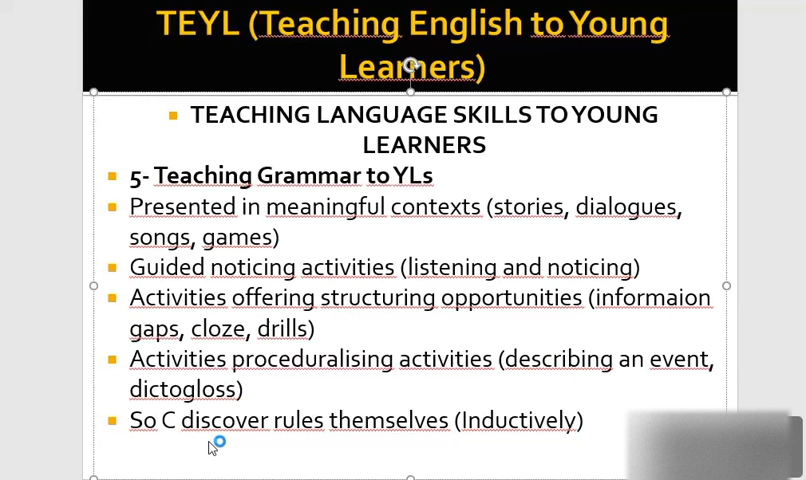 TEYL (Teaching English to Young
Learners)
TEACHING LANGUAGE SKILLS TO YOUNG
LEARNERS
5- Teaching Grammar to YLs
Presented in meaningful contexts (stories, dialogues,
songs, games)
Guided noticing activities (listening and noticing)
Activities offering structuring opportunities (informaion
gaps, cloze, drills)
Activities proceduralising activities (describing an event,
dictogloss)
So C discover rules themselves (Inductively)